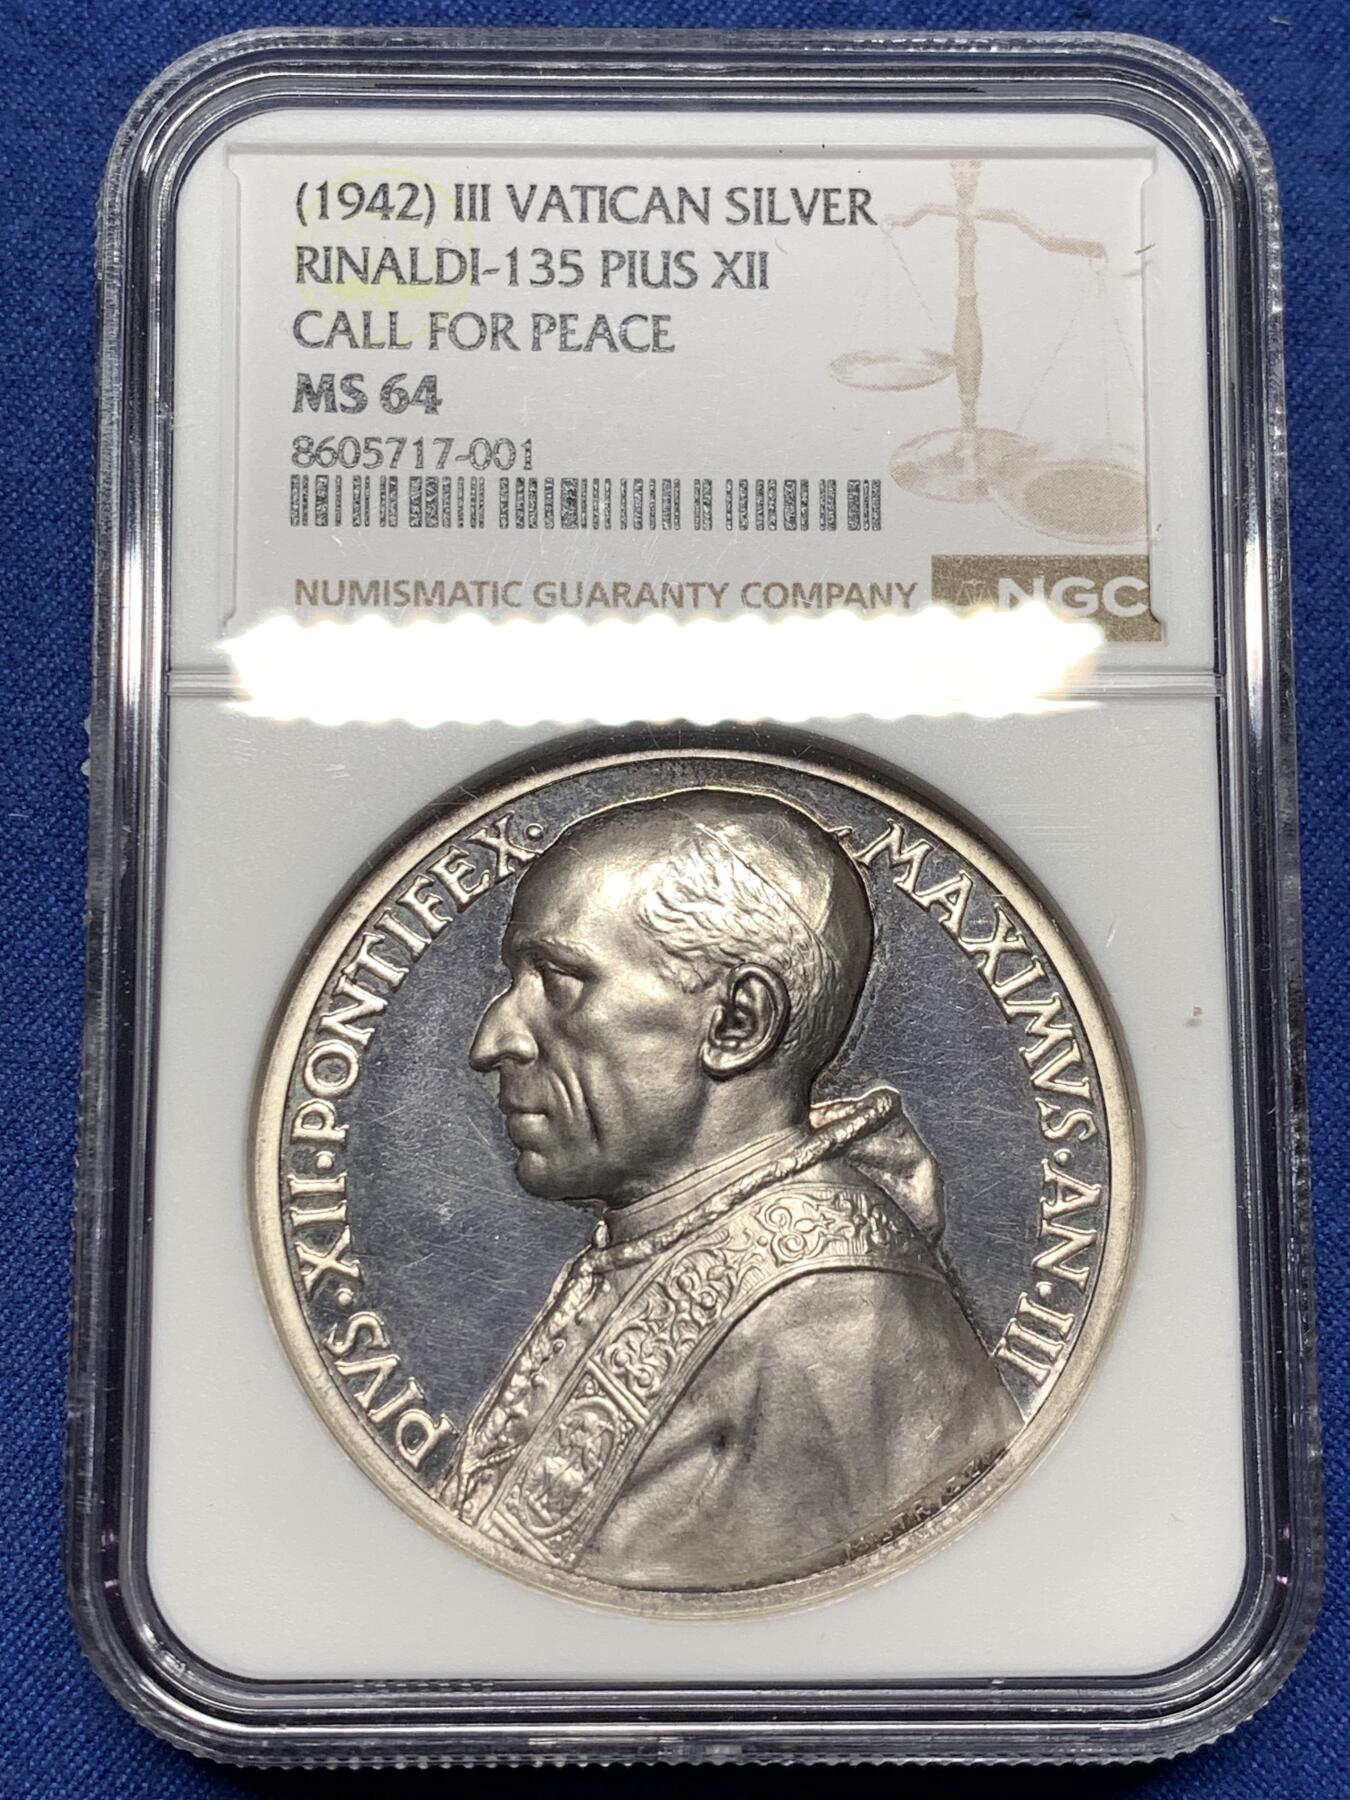 (1942) III VATICAN SILVER
RINALDI-135 PIUS XII
CALL FOR PEACE
MS 64
8605717-001
NUMISMATIC GUARANTY COMPANY NGC
PIVS·XII·PONTIFEX· MAXIMVS·AN·III